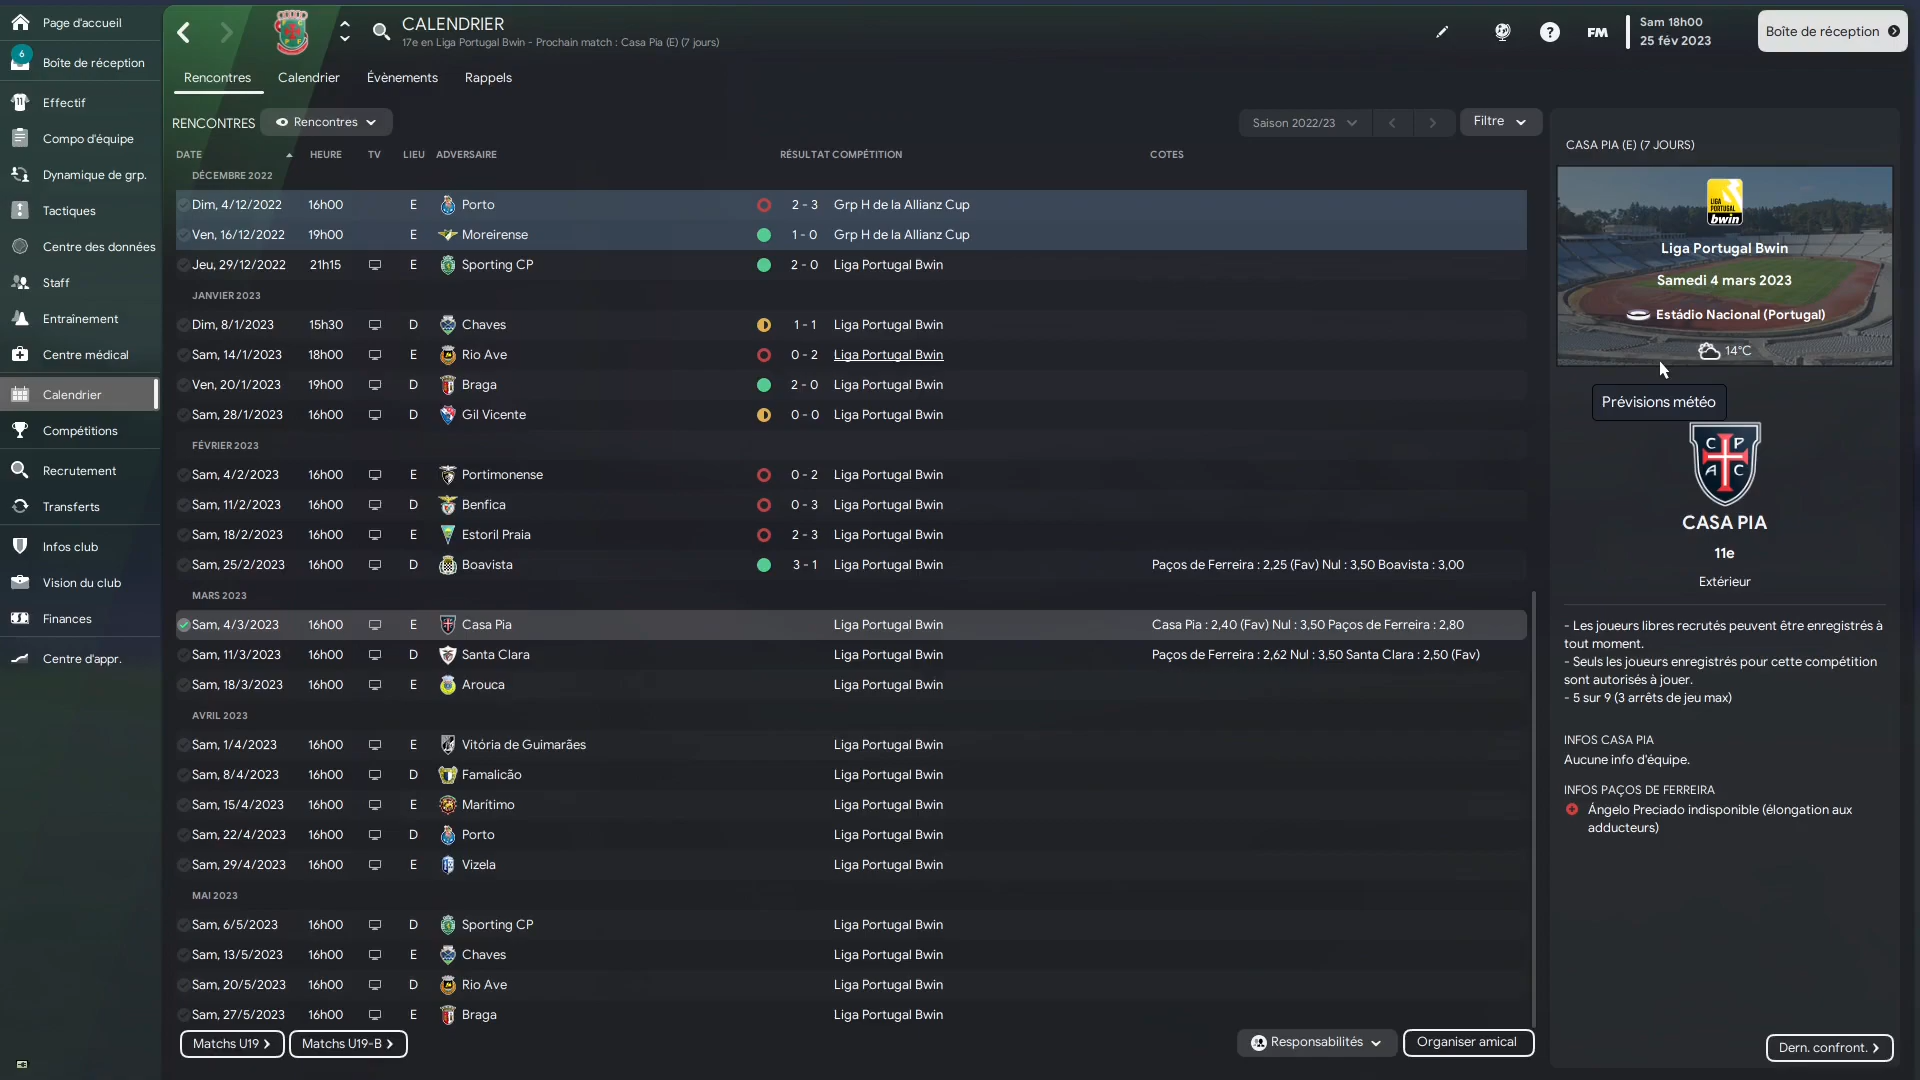 Page d'accueil
6
Boîte de réception
Effectif
Compo d'équipe
Dynamique de grp.
Tactiques
Centre des données
Staff
Entraînement
Centre médical
Calendrier
Compétitions
Recrutement
Transferts
Infos club
Vision du club
Finances
Centre d'appr.
CALENDRIER
17e en Liga Portugal Bwin - Prochain match : Casa Pia (E) (7 jours)
FM
Sam 18h00
25 fév 2023
Boîte de réception
Rencontres Calendrier Évènements Rappels
RENCONTRES Rencontres Saison 2022/23 Filtre
DATE HEURE TV LIEU ADVERSAIRE RÉSULTAT COMPÉTITION COTES
DÉCEMBRE 2022
Dim, 4/12/2022 16h00 E Porto 2 - 3 Grp H de la Allianz Cup
Ven, 16/12/2022 19h00 E Moreirense 1 - 0 Grp H de la Allianz Cup
Jeu, 29/12/2022 21h15 E Sporting CP 2 - 0 Liga Portugal Bwin
JANVIER 2023
Dim, 8/1/2023 15h30 D Chaves 1 - 1 Liga Portugal Bwin
Sam, 14/1/2023 18h00 E Rio Ave 0 - 2 Liga Portugal Bwin
Ven, 20/1/2023 19h00 D Braga 2 - 0 Liga Portugal Bwin
Sam, 28/1/2023 16h00 D Gil Vicente 0 - 0 Liga Portugal Bwin
FÉVRIER 2023
Sam, 4/2/2023 16h00 E Portimonense 0 - 2 Liga Portugal Bwin
Sam, 11/2/2023 16h00 D Benfica 0 - 3 Liga Portugal Bwin
Sam, 18/2/2023 16h00 E Estoril Praia 2 - 3 Liga Portugal Bwin
Sam, 25/2/2023 16h00 D Boavista 3 - 1 Liga Portugal Bwin Paços de Ferreira : 2,25 (Fav) Nul : 3,50 Boavista : 3,00
MARS 2023
Sam, 4/3/2023 16h00 E Casa Pia Liga Portugal Bwin Casa Pia : 2,40 (Fav) Nul : 3,50 Paços de Ferreira : 2,80
Sam, 11/3/2023 16h00 D Santa Clara Liga Portugal Bwin Paços de Ferreira : 2,62 Nul : 3,50 Santa Clara : 2,50 (Fav)
Sam, 18/3/2023 16h00 E Arouca Liga Portugal Bwin
AVRIL 2023
Sam, 1/4/2023 16h00 E Vitória de Guimarães Liga Portugal Bwin
Sam, 8/4/2023 16h00 D Famalicão Liga Portugal Bwin
Sam, 15/4/2023 16h00 E Marítimo Liga Portugal Bwin
Sam, 22/4/2023 16h00 D Porto Liga Portugal Bwin
Sam, 29/4/2023 16h00 E Vizela Liga Portugal Bwin
MAI 2023
Sam, 6/5/2023 16h00 D Sporting CP Liga Portugal Bwin
Sam, 13/5/2023 16h00 E Chaves Liga Portugal Bwin
Sam, 20/5/2023 16h00 D Rio Ave Liga Portugal Bwin
Sam, 27/5/2023 16h00 E Braga Liga Portugal Bwin
Matchs U19 Matchs U19-B Responsabilités Organiser amical
CASA PIA (E) (7 JOURS)
LIGA
PORTUGAL
bwin
Liga Portugal Bwin
Samedi 4 mars 2023
Estádio Nacional (Portugal)
14°C
Prévisions météo
C P
A C
CASA PIA
11e
Extérieur
- Les joueurs libres recrutés peuvent être enregistrés à
tout moment.
- Seuls les joueurs enregistrés pour cette compétition
sont autorisés à jouer.
- 5 sur 9 (3 arrêts de jeu max)
INFOS CASA PIA
Aucune info d'équipe.
INFOS PAÇOS DE FERREIRA
Ángelo Preciado indisponible (élongation aux
adducteurs)
Dern. confront.